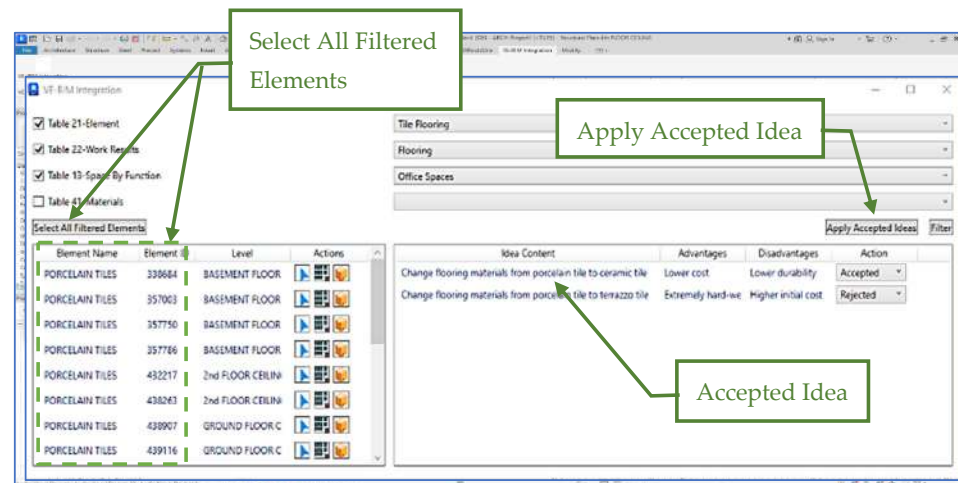 Select All Filtered
Elements
VE-BIM Integration
Table 21-Element
Tile Flooring
Apply Accepted Idea
Table 22-Work Results
Flooring
Table 13-Space By Function
Office Spaces
Table 41-Materials
Select All Filtered Elements
Apply Accepted Ideas Filter
Element Name Element Level Actions
Idea Content Advantages Disadvantages Action
PORCELAIN TILES 338684 BASEMENT FLOOR
Change flooring materials from porcelain tile to ceramic tile Lower cost Lower durability Accepted
PORCELAIN TILES 357003 BASEMENT FLOOR
Change flooring materials from porcelain tile to terrazzo tile Extremely hard-we Higher initial cost Rejected
PORCELAIN TILES 357750 BASEMENT FLOOR
PORCELAIN TILES 357786 BASEMENT FLOOR
PORCELAIN TILES 432217 2nd FLOOR CEILIN
Accepted Idea
PORCELAIN TILES 438263 2nd FLOOR CEILIN
PORCELAIN TILES 438907 GROUND FLOOR C
PORCELAIN TILES 439116 GROUND FLOOR C